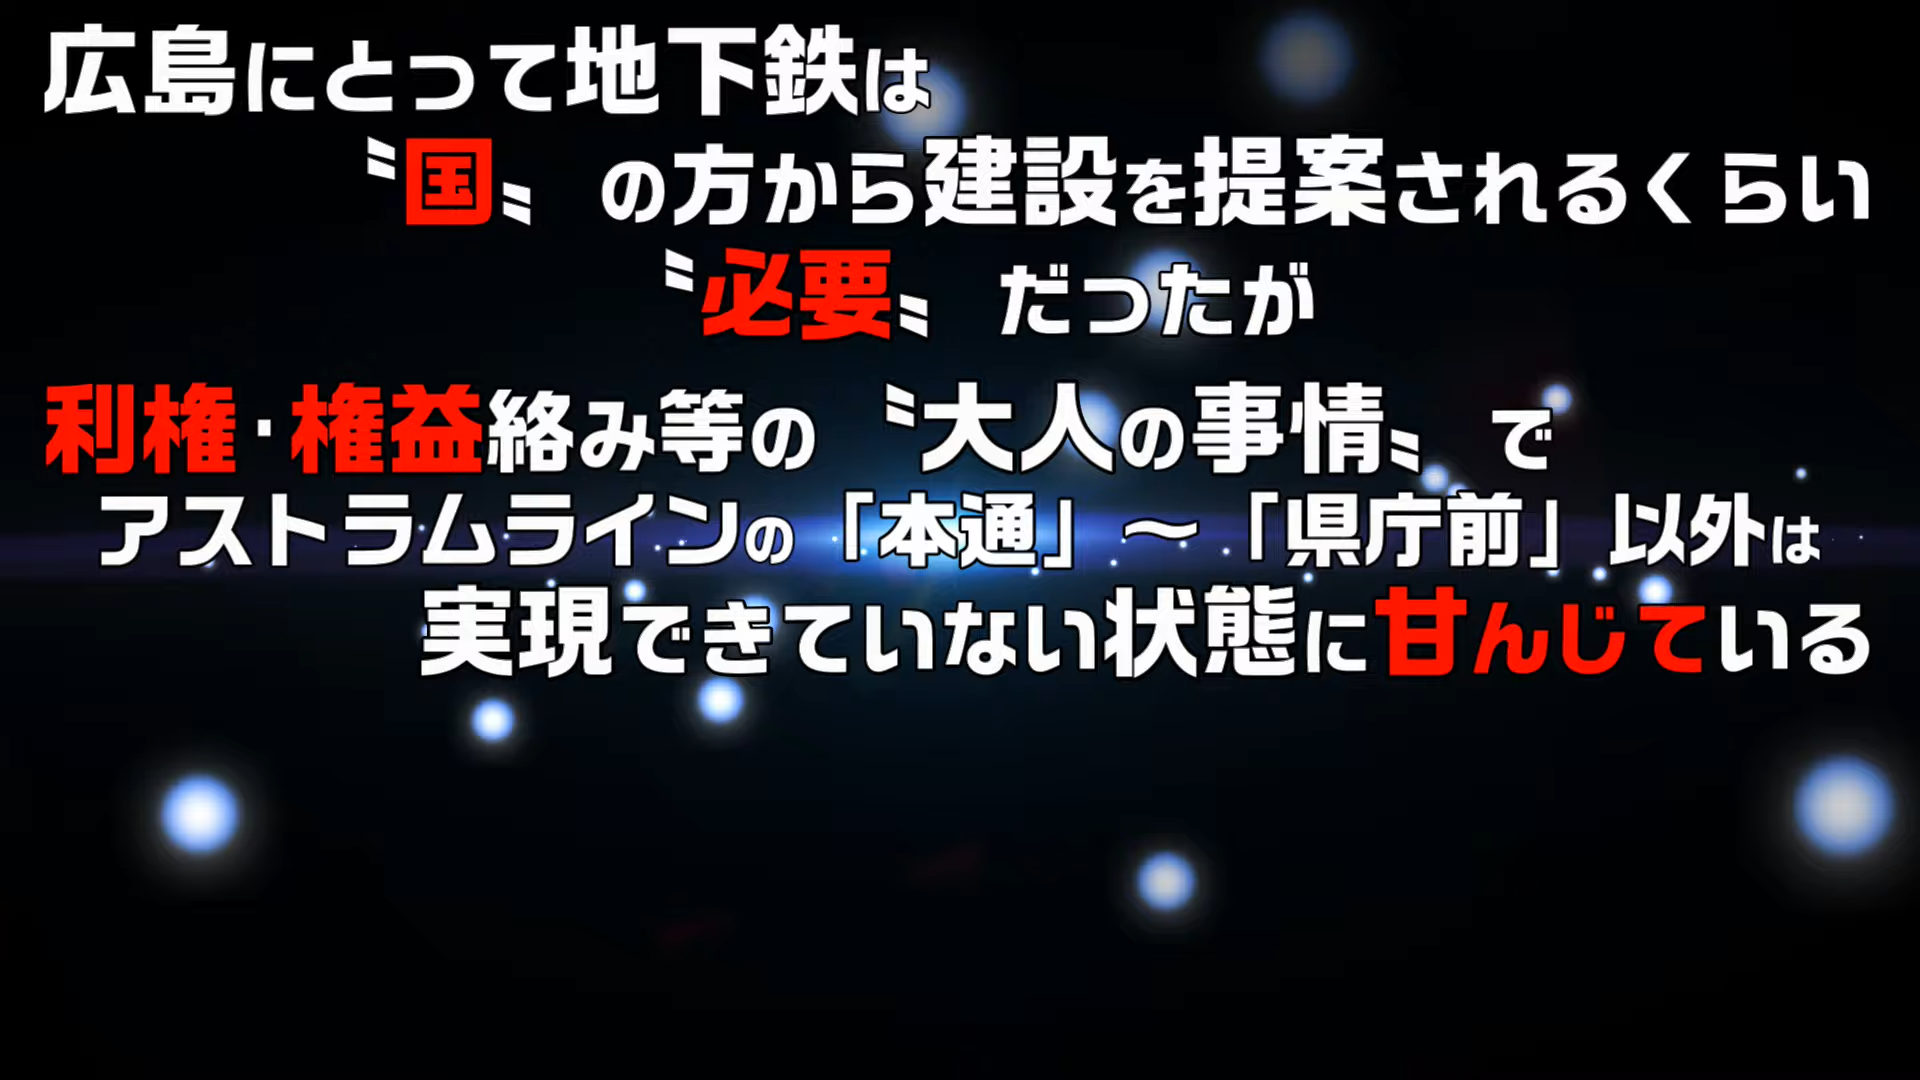 広島にとって地下鉄は
〝国〟の方から建設を提案されるくらい
〝必要〟だったが
利権･権益絡み等の〝大人の事情〟で
アストラムラインの「本通」～「県庁前」以外は
実現できていない状態に甘んじている